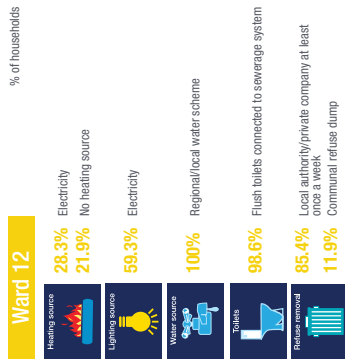 % of households
Ward 12
Heating source
28.3% Electricity
21.9% No heating source
Lighting source
59.3% Electricity
Water source
100% Regional/local water scheme
Toilets
98.6% Flush toilets connected to sewerage system
Refuse removal
85.4% Local authority/private company at least
once a week
11.9% Communal refuse dump